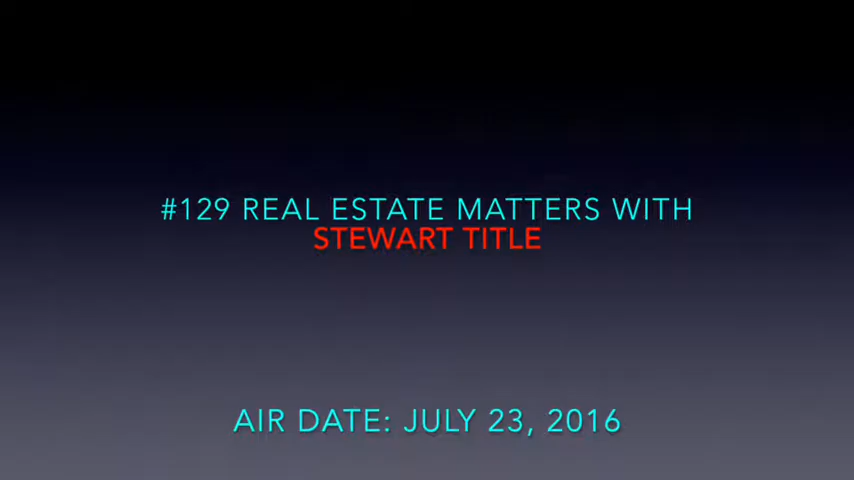 #129 REAL ESTATE MATTERS WITH
STEWART TITLE
AIR DATE: JULY 23, 2016